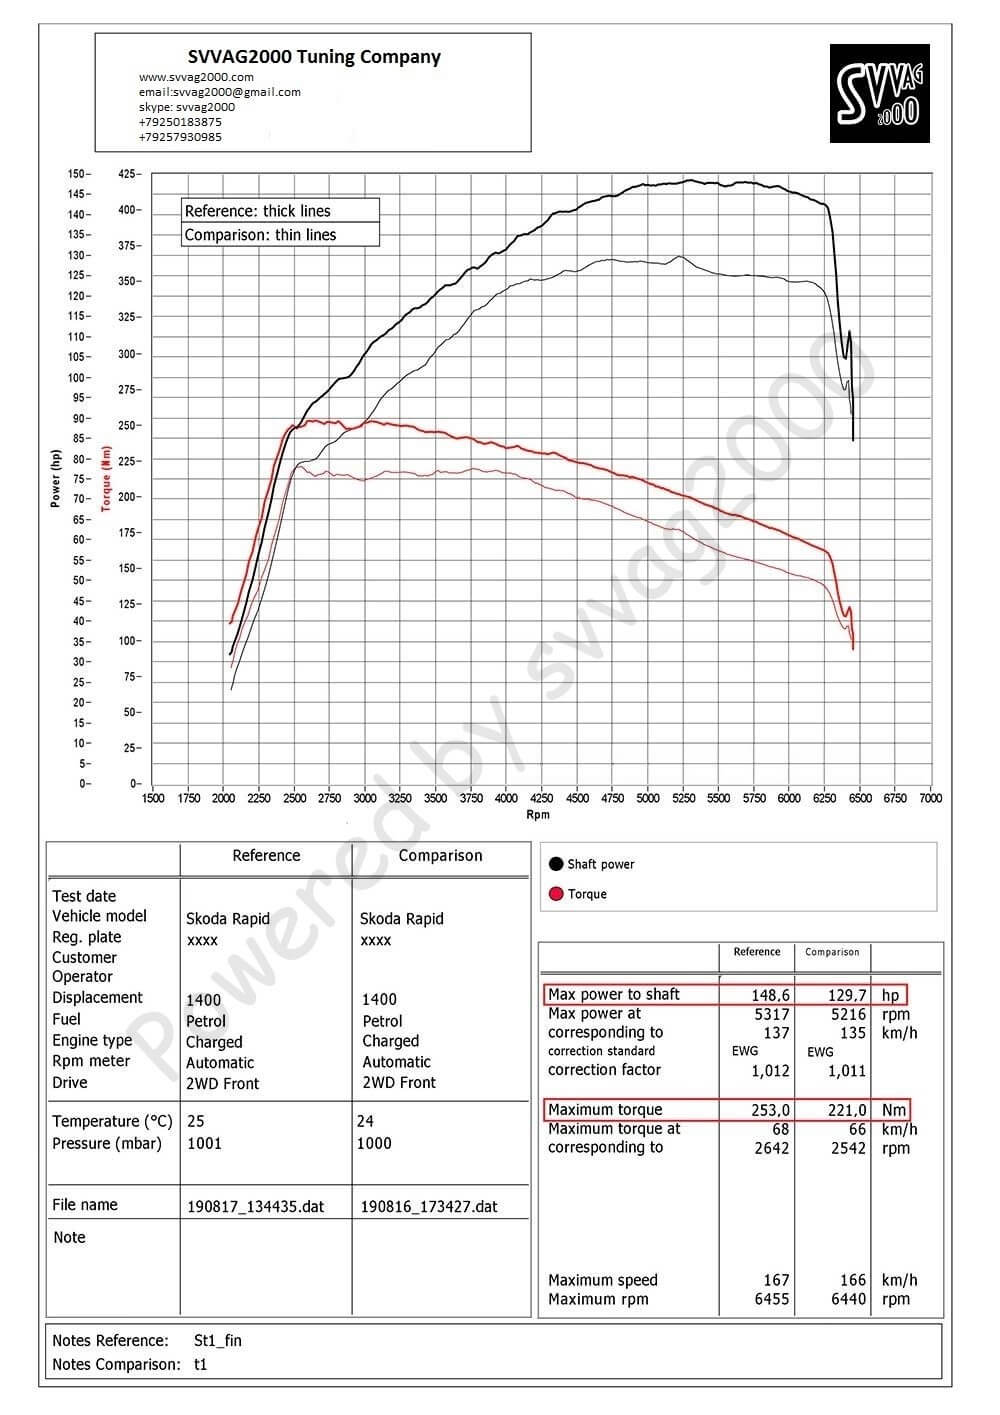 SVVAG2000 Tuning Company
www.svvag2000.com
email:svvag2000@gmail.com
skype: svvag2000
+79250183875
+79257930985
SVVAG
2000
150-
145-
140-
135-
130-
125-
120-
115-
110-
105-
100-
95-
90-
85-
80-
75-
70-
65-
60-
55-
50-
45-
40-
35-
30-
25-
20-
15-
10-
5-
0-
Power (hp)
425-
400-
375-
350-
325-
300-
275-
250-
225-
200-
175-
150-
125-
100-
75-
50-
25-
0-
Torque (Nm)
Reference: thick lines
Comparison: thin lines
1500 1750 2000 2250 2500 2750 3000 3250 3500 3750 4000 4250 4500 4750 5000 5250 5500 5750 6000 6250 6500 6750 7000
Rpm
Powered by svvag2000
Reference Comparison
Test date
Vehicle model Skoda Rapid Skoda Rapid
Reg. plate xxxx xxxx
Customer
Operator
Displacement 1400 1400
Fuel Petrol Petrol
Engine type Charged Charged
Rpm meter Automatic Automatic
Drive 2WD Front 2WD Front
Temperature (°C) 25 24
Pressure (mbar) 1001 1000
File name 190817_134435.dat 190816_173427.dat
Note
Shaft power
Torque
Reference Comparison
Max power to shaft 148,6 129,7 hp
Max power at 5317 5216 rpm
corresponding to 137 135 km/h
correction standard EWG EWG
correction factor 1,012 1,011
Maximum torque 253,0 221,0 Nm
Maximum torque at 68 66 km/h
corresponding to 2642 2542 rpm
Maximum speed 167 166 km/h
Maximum rpm 6455 6440 rpm
Notes Reference: St1_fin
Notes Comparison: t1